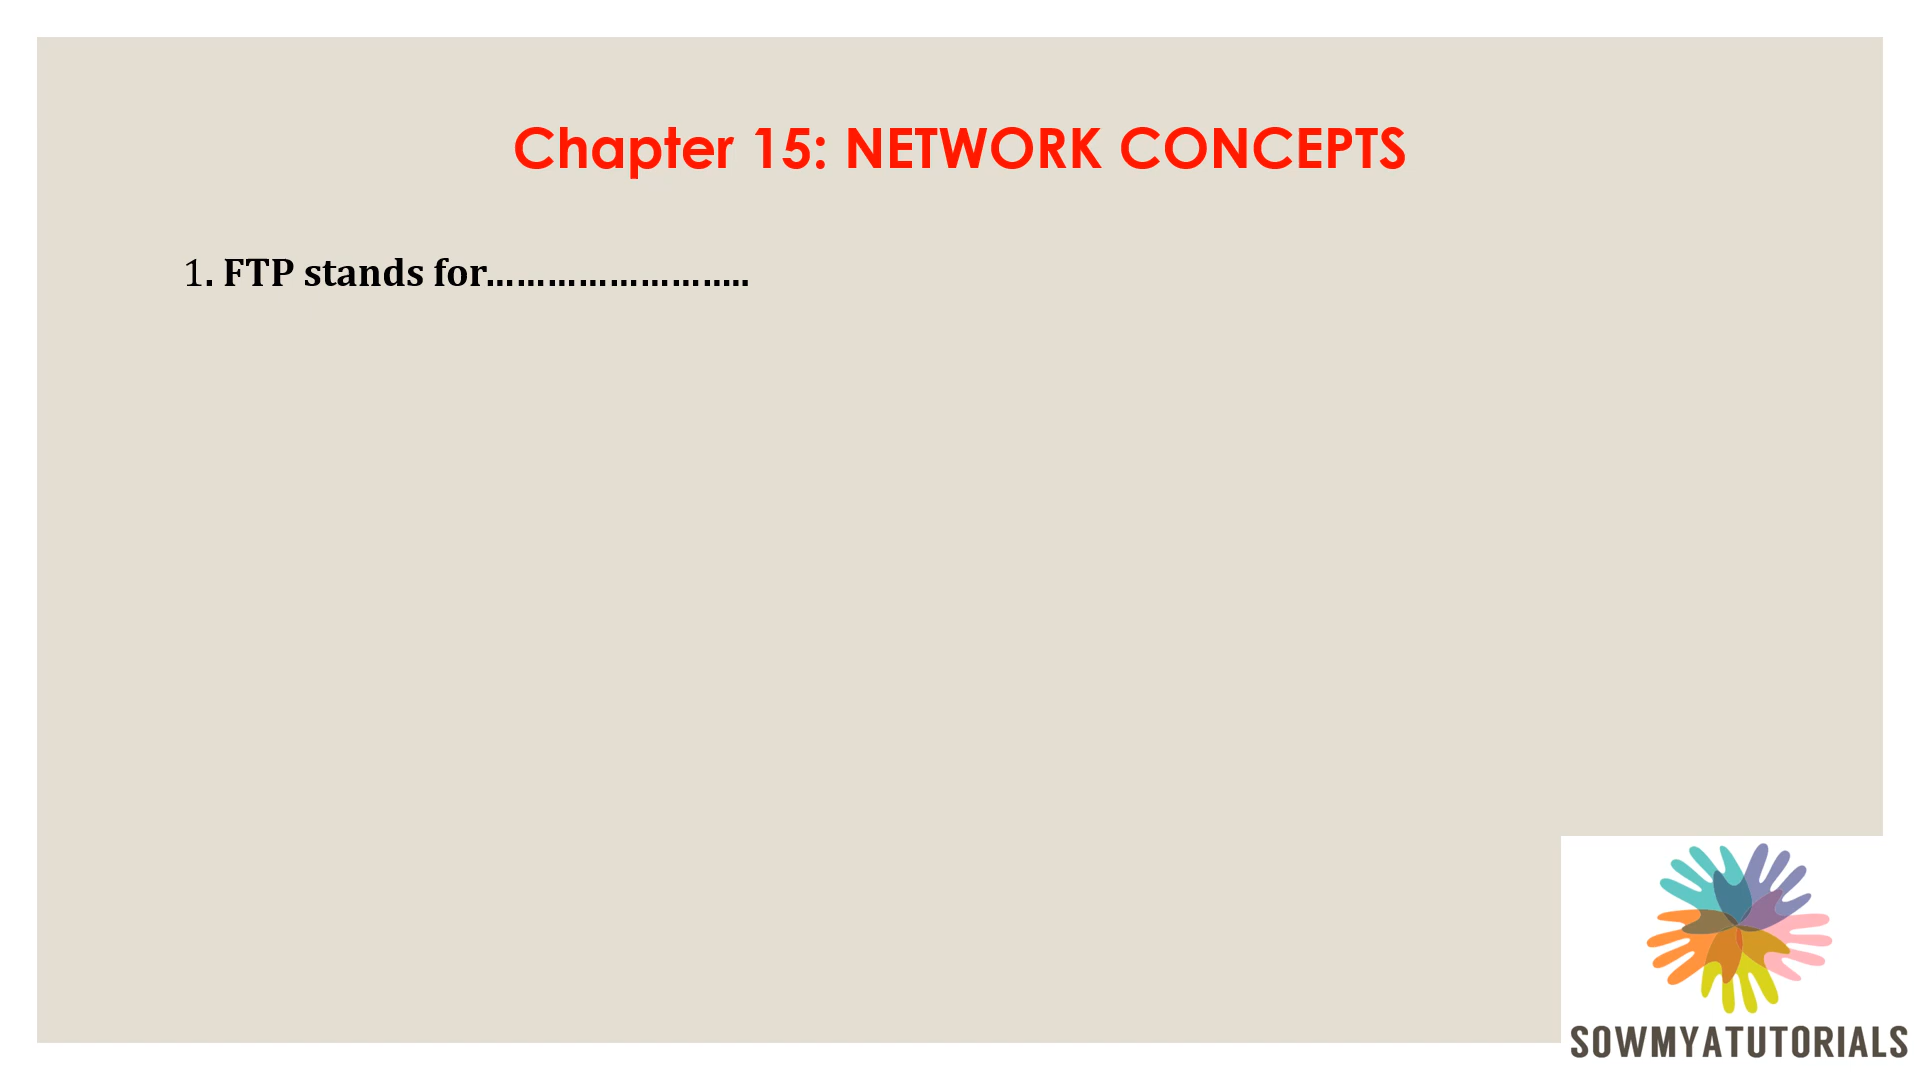 Chapter 15: NETWORK CONCEPTS
1. FTP stands for……………………..
SOWMYATUTORIALS